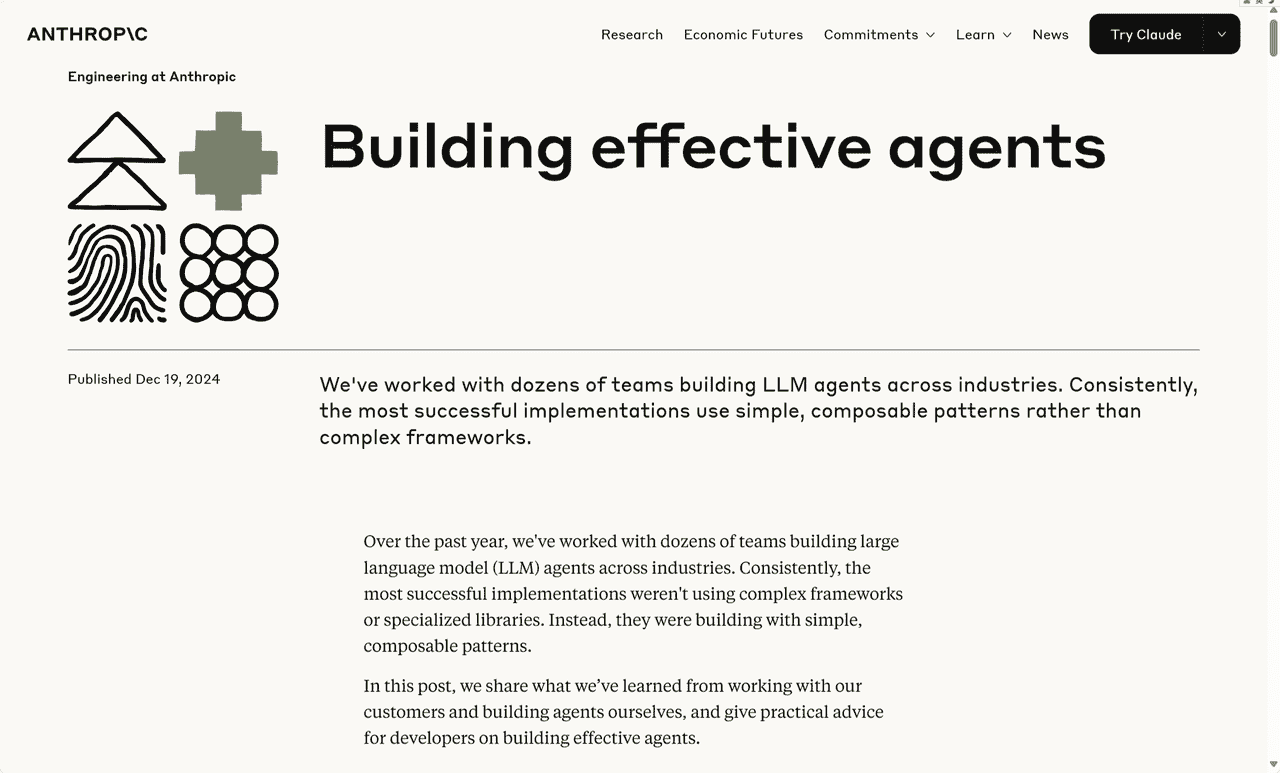 ANTHROP\C
Research
Economic Futures
Commitments
Learn
News
Try Claude
Engineering at Anthropic
Building effective agents
Published Dec 19, 2024
We've worked with dozens of teams building LLM agents across industries. Consistently,
the most successful implementations use simple, composable patterns rather than
complex frameworks.
Over the past year, we've worked with dozens of teams building large
language model (LLM) agents across industries. Consistently, the
most successful implementations weren't using complex frameworks
or specialized libraries. Instead, they were building with simple,
composable patterns.
In this post, we share what we’ve learned from working with our
customers and building agents ourselves, and give practical advice
for developers on building effective agents.